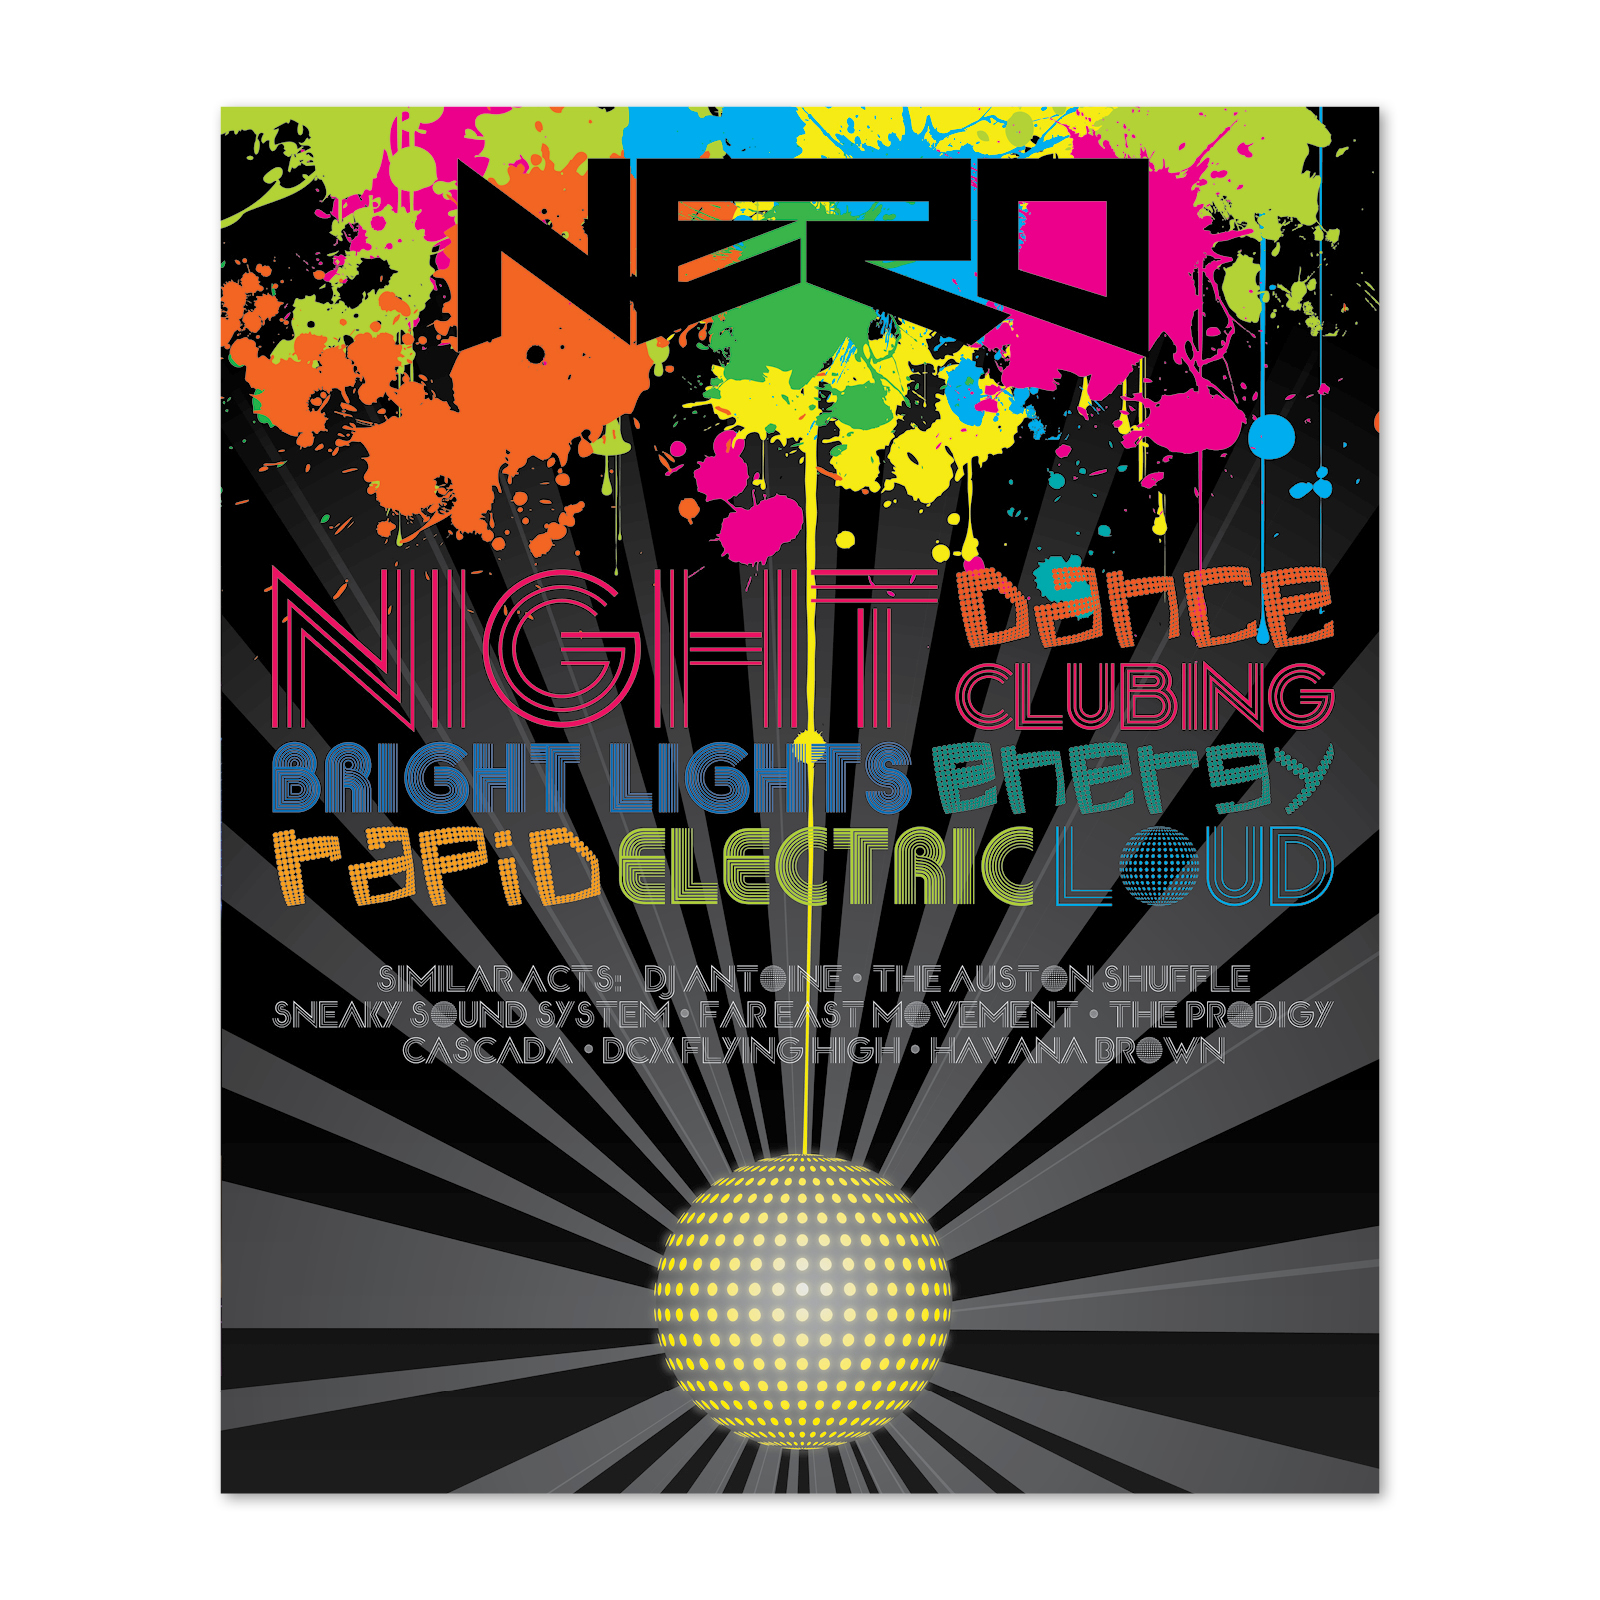 NERO
NIGHT Dance
CLUBING
BRIGHT LIGHTS energy
rapiD ELECTRIC LOUD
SIMILAR ACTS: DJ ANTOINE • THE AUSTON SHUFFLE
SNEAKY SOUND SYSTEM • FAR EAST MOVEMENT • THE PRODIGY
CASCADA • DCX FLYING HIGH • HAVANA BROWN